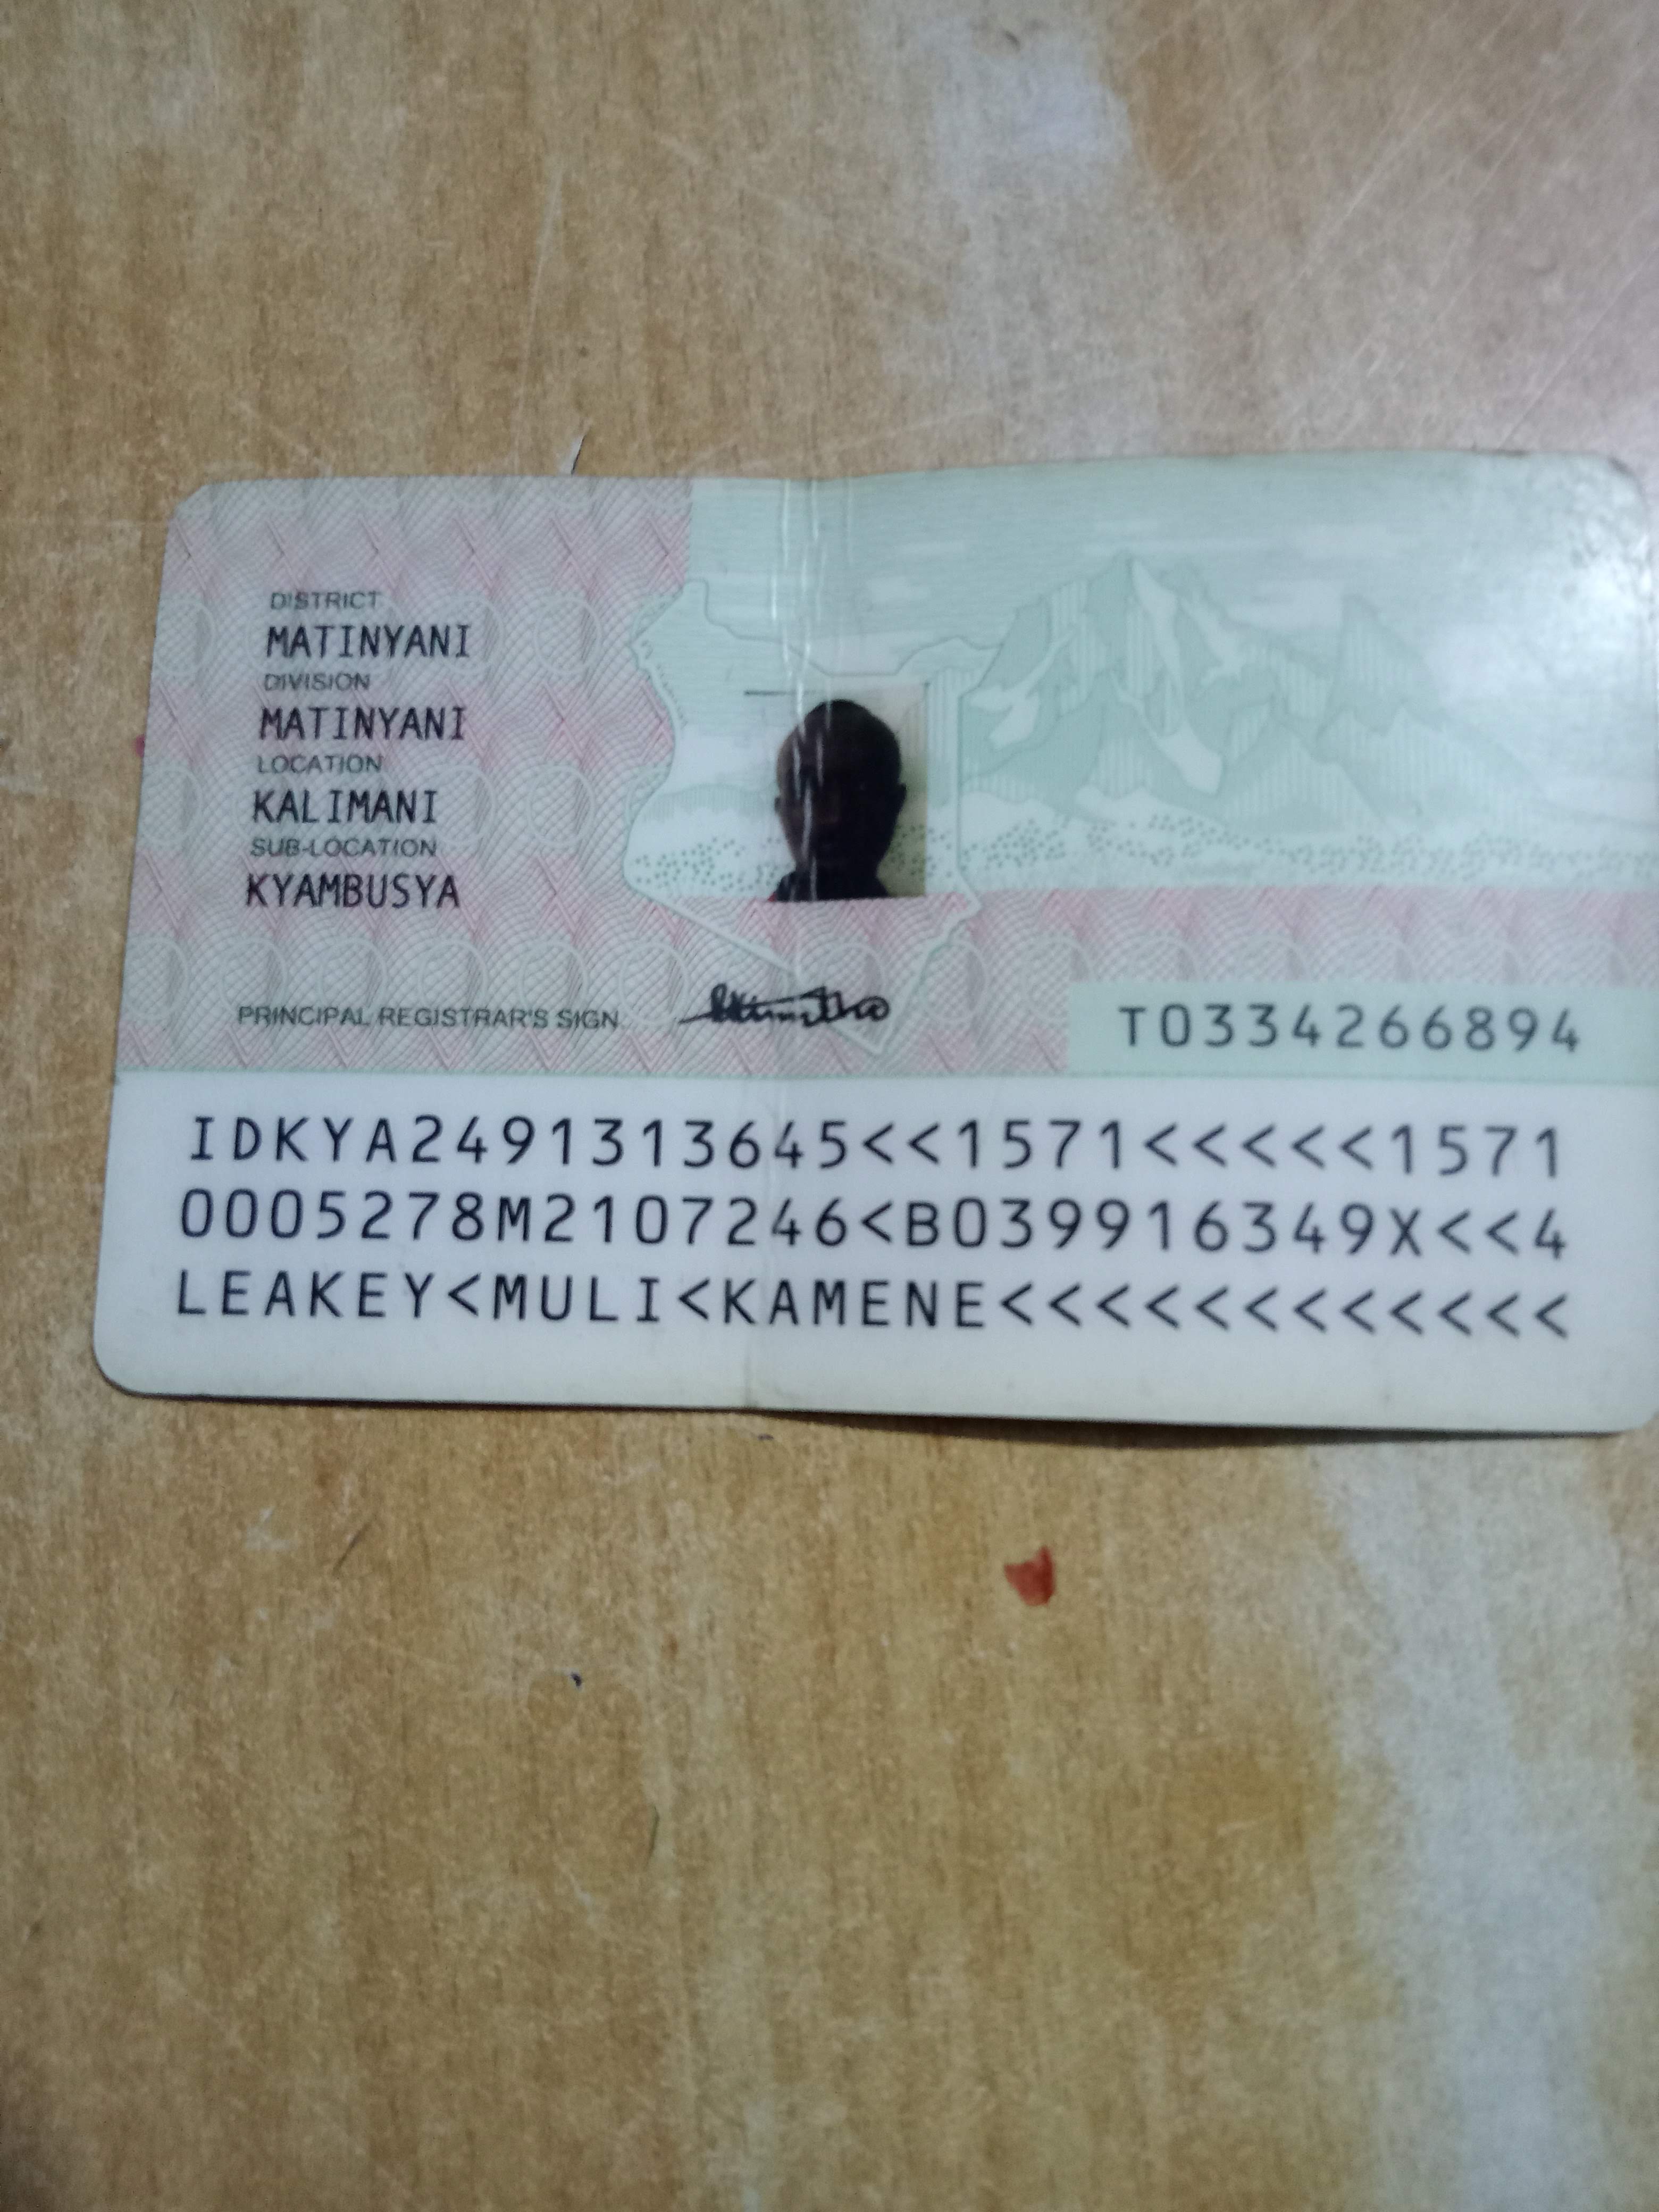 DISTRICT
MATINYANI
DIVISION
MATINYANI
LOCATION
KALIMANI
SUB-LOCATION
KYAMBUSYA
PRINCIPAL REGISTRAR'S SIGN
T0334266894
IDKYA2491313645<<1571<<<<<1571
0005278M2107246<B039916349X<<4
LEAKEY<MULI<KAMENE<<<<<<<<<<<<